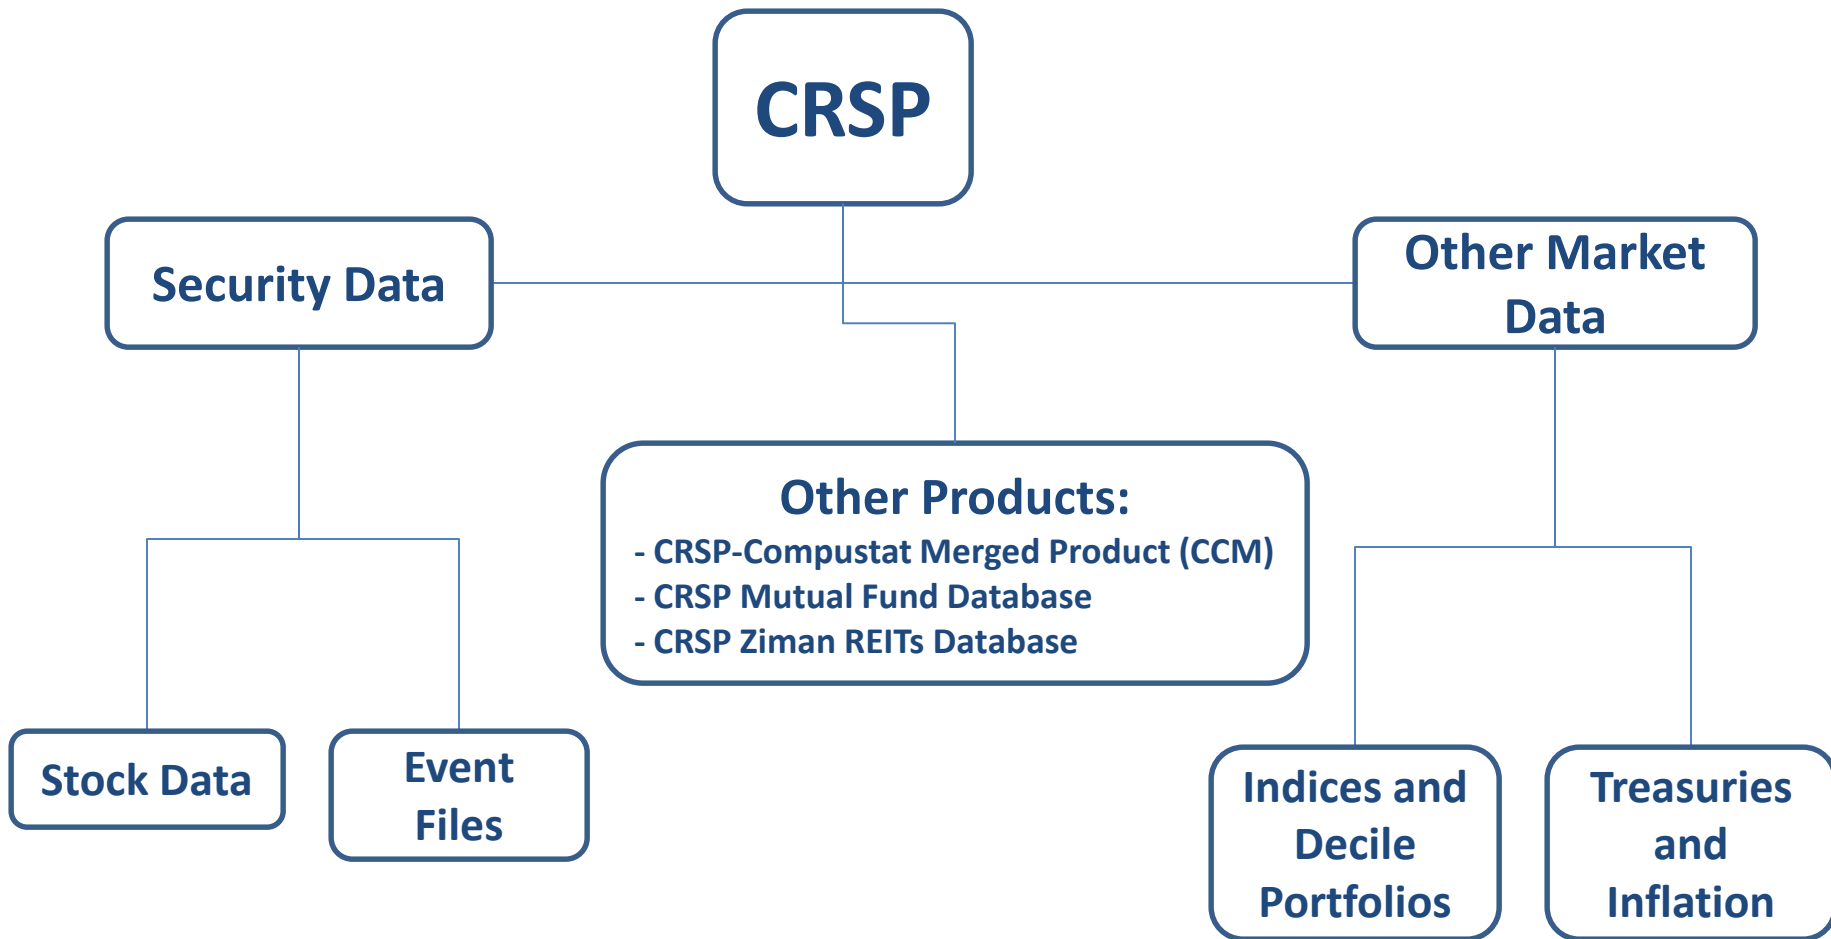 CRSP
Security Data
Other Market
Data
Other Products:
- CRSP-Compustat Merged Product (CCM)
- CRSP Mutual Fund Database
- CRSP Ziman REITs Database
Stock Data
Event
Files
Indices and
Decile
Portfolios
Treasuries
and
Inflation